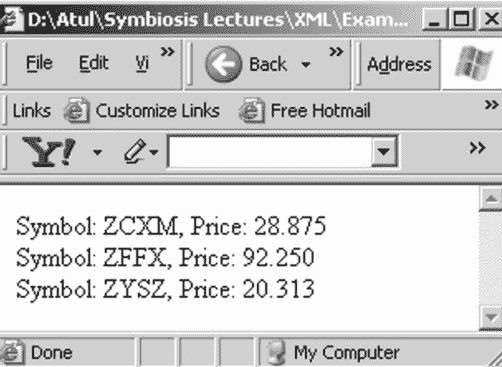 D:\Atul\Symbiosis Lectures\XML\Exam...
File Edit Vi » Back » Address
Links Customize Links Free Hotmail »
Y! »
Symbol: ZCXM, Price: 28.875
Symbol: ZFFX, Price: 92.250
Symbol: ZYSZ, Price: 20.313
Done My Computer